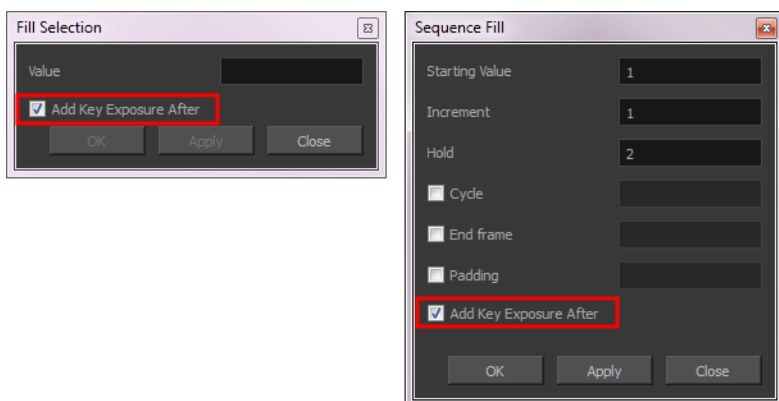 Fill Selection
Value
Add Key Exposure After
OK Apply Close
Sequence Fill
Starting Value 1
Increment 1
Hold 2
Cycle
End frame
Padding
Add Key Exposure After
OK Apply Close